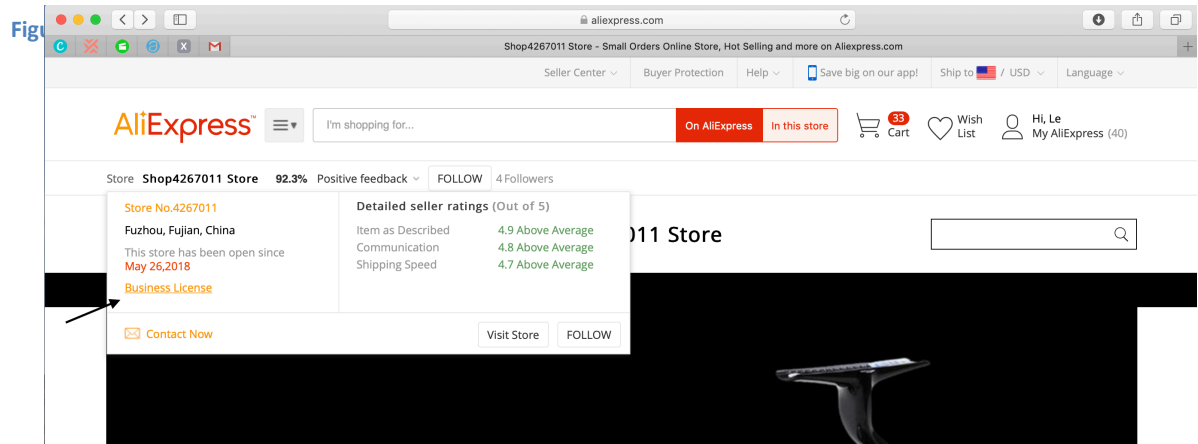 Figu
aliexpress.com
C X M
Shop4267011 Store - Small Orders Online Store, Hot Selling and more on Aliexpress.com
Seller Center Buyer Protection Help Save big on our app! Ship to / USD Language
AliExpress™ I'm shopping for... On AliExpress In this store 33 Cart Wish List Hi, Le My AliExpress (40)
Store Shop4267011 Store 92.3% Positive feedback FOLLOW 4 Followers
Store No.4267011
Fuzhou, Fujian, China
This store has been open since
May 26,2018
Business License
Detailed seller ratings (Out of 5)
Item as Described 4.9 Above Average
Communication 4.8 Above Average
Shipping Speed 4.7 Above Average
011 Store
Contact Now Visit Store FOLLOW